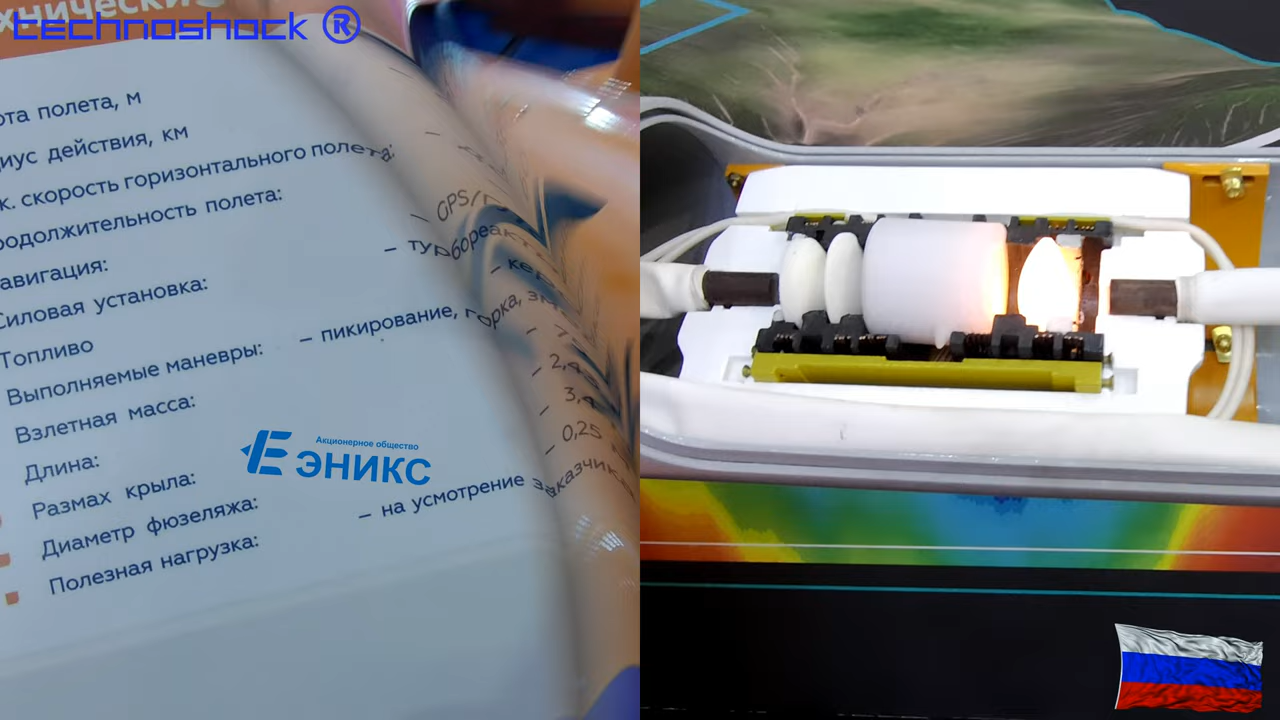 хнически
technoshock ®
ота полета, м
иус действия, км
к. скорость горизонтального полета:
родолжительность полета:
авигация:
– GPS/
Силовая установка:
– турбореакт
Топливо
– кер
Выполняемые маневры:
– пикирование, горка, зм
Взлетная масса:
Длина:
– 2,4
Размах крыла:
– 3,4
Диаметр фюзеляжа:
– 0,25
Полезная нагрузка:
– на усмотрение заказчик
Акционерное общество
ЭНИКС